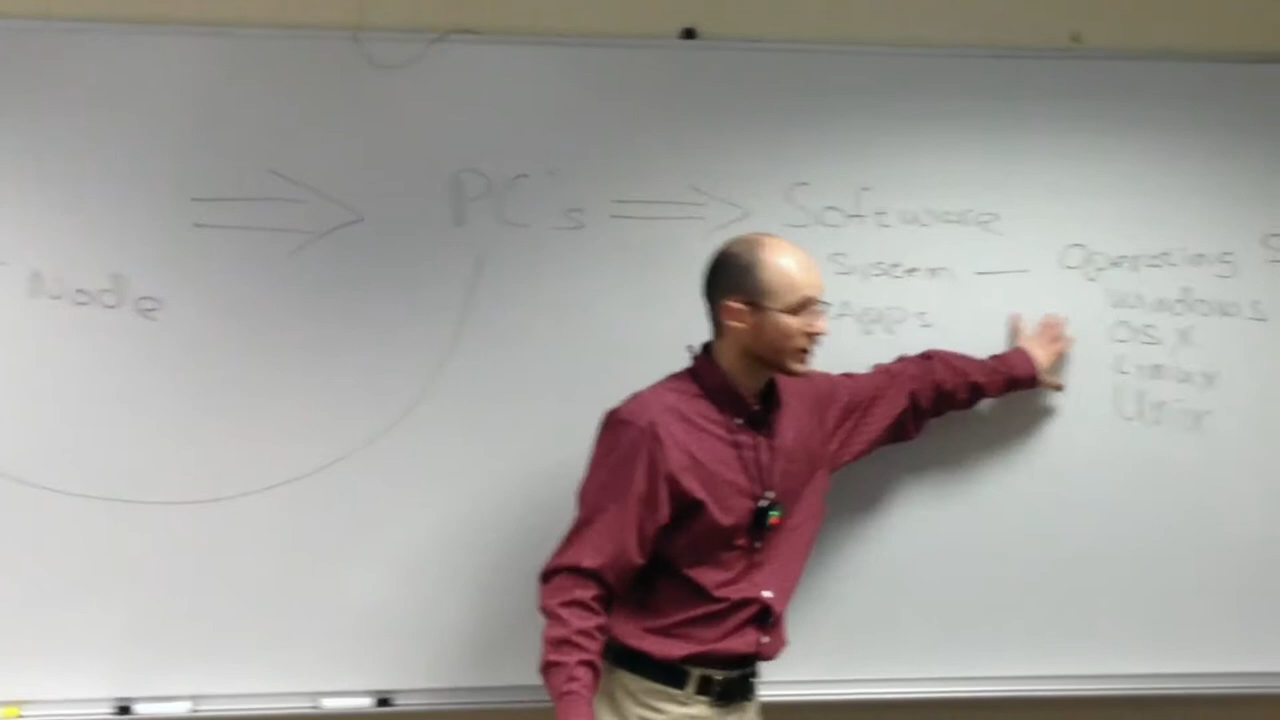 PC's Software
System — Operating S
Node
Windows
Apps
OS X
Linux
Unix